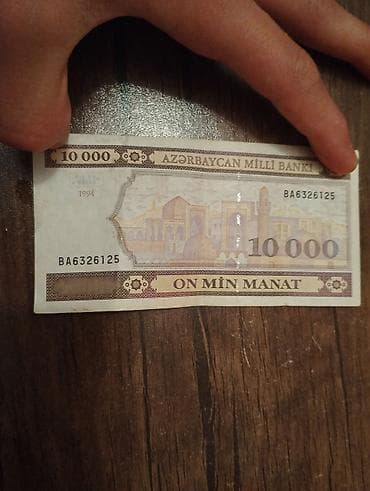 10 000 AZƏRBAYCAN MİLLİ BANKI
1994
BA6326125
10 000
BA6326125
ON MİN MANAT